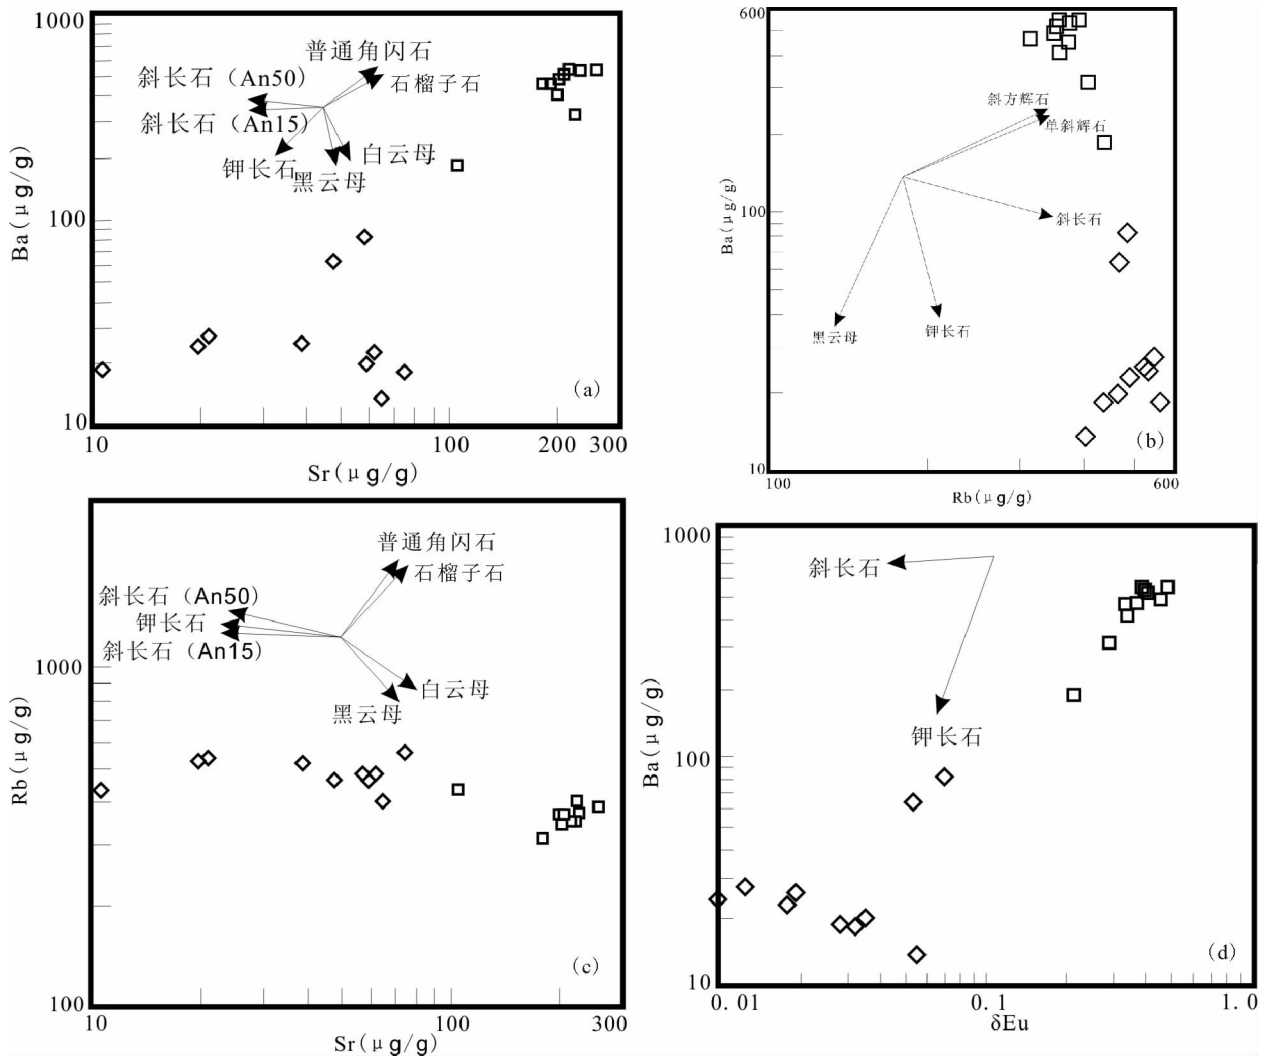 1000
普通角闪石
斜长石（An50）
石榴子石
斜长石（An15）
钾长石
黑云母
白云母
100
Ba(μg/g)
10
(a)
10
100
200
300
Sr(μg/g)
600
斜方辉石
单斜辉石
Ba(μg/g)
100
斜长石
黑云母
钾长石
(b)
10
100
600
Rb(μg/g)
普通角闪石
石榴子石
斜长石（An50）
钾长石
斜长石（An15）
1000
白云母
黑云母
Rb(μg/g)
(c)
100
10
100
300
Sr(μg/g)
1000
斜长石
钾长石
Ba(μg/g)
100
(d)
10
0.01
0.1
1.0
δEu